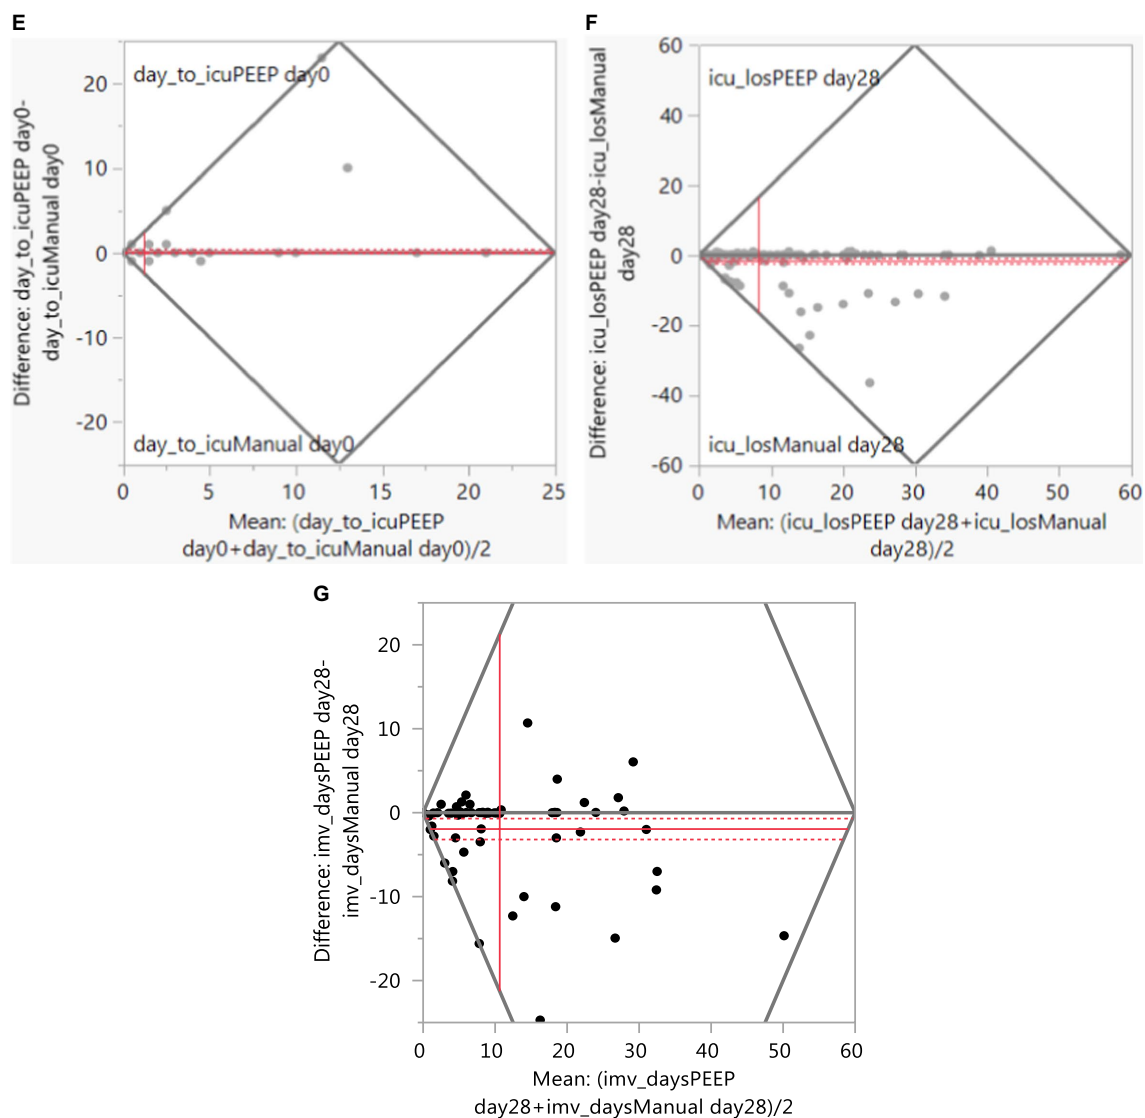 E
day_to_icuPEEP day0
day_to_icuManual day0
Difference: day_to_icuPEEP day0-
day_to_icuManual day0
20
10
0
-10
-20
0 5 10 15 20 25
Mean: (day_to_icuPEEP
day0+day_to_icuManual day0)/2
F
icu_losPEEP day28
icu_losManual day28
Difference: icu_losPEEP day28-icu_losManual
day28
60
40
20
0
-20
-40
-60
0 10 20 30 40 50 60
Mean: (icu_losPEEP day28+icu_losManual
day28)/2
G
Difference: imv_daysPEEP day28-
imv_daysManual day28
20
10
0
-10
-20
0 10 20 30 40 50 60
Mean: (imv_daysPEEP
day28+imv_daysManual day28)/2